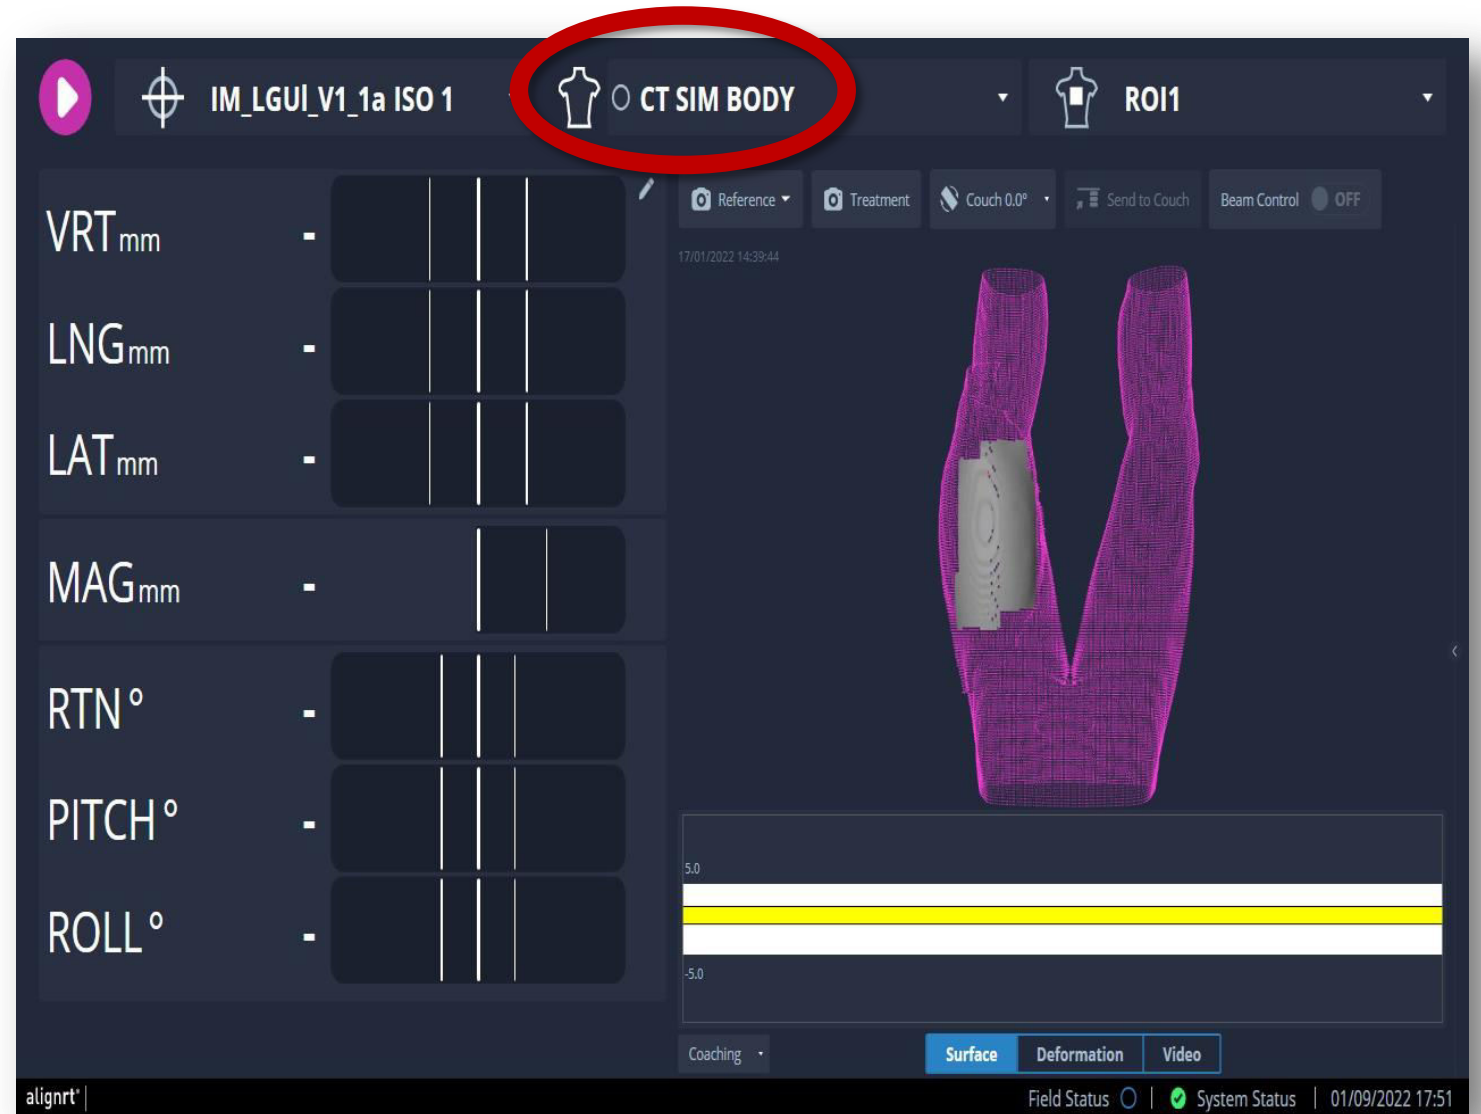 IM_LGUl_V1_1a ISO 1
CT SIM BODY
ROI1
VRT mm -
LNG mm -
LAT mm -
MAG mm -
RTN ° -
PITCH ° -
ROLL ° -
Reference
Treatment
Couch 0.0°
Send to Couch
Beam Control
OFF
17/01/2022 14:39:44
5.0
-5.0
Coaching
Surface
Deformation
Video
alignrt®
Field Status
System Status
01/09/2022 17:51